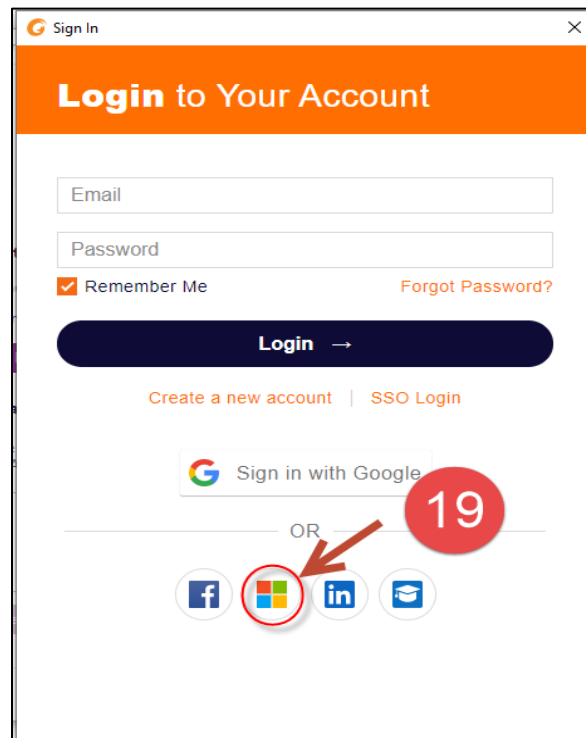 Sign In
Login to Your Account
Email
Password
Remember Me Forgot Password?
Login →
Create a new account | SSO Login
Sign in with Google
19
OR
in